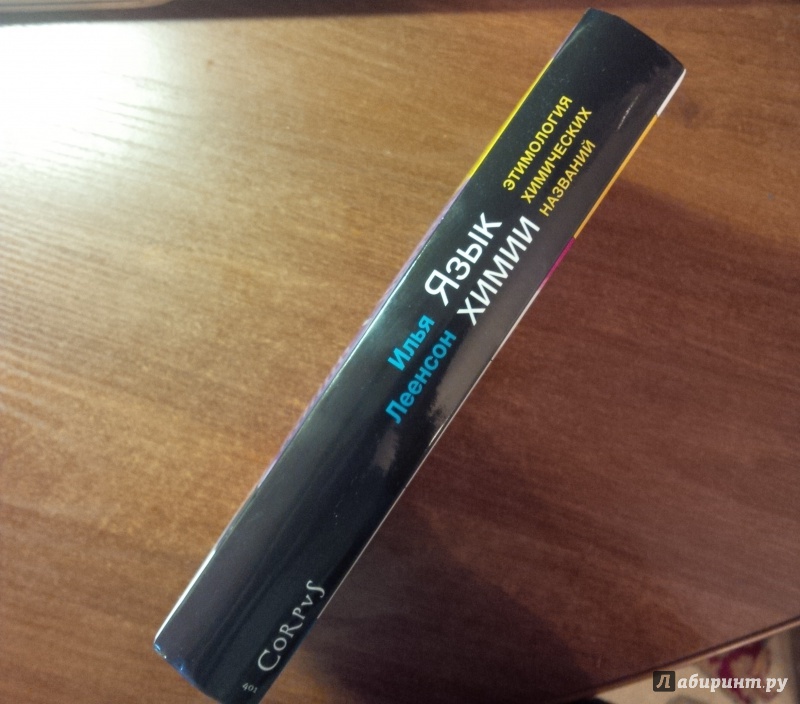 Илья
Леенсон
Язык
химии
этимология
химических
названий
CORPVS
401
Лабиринт.ру